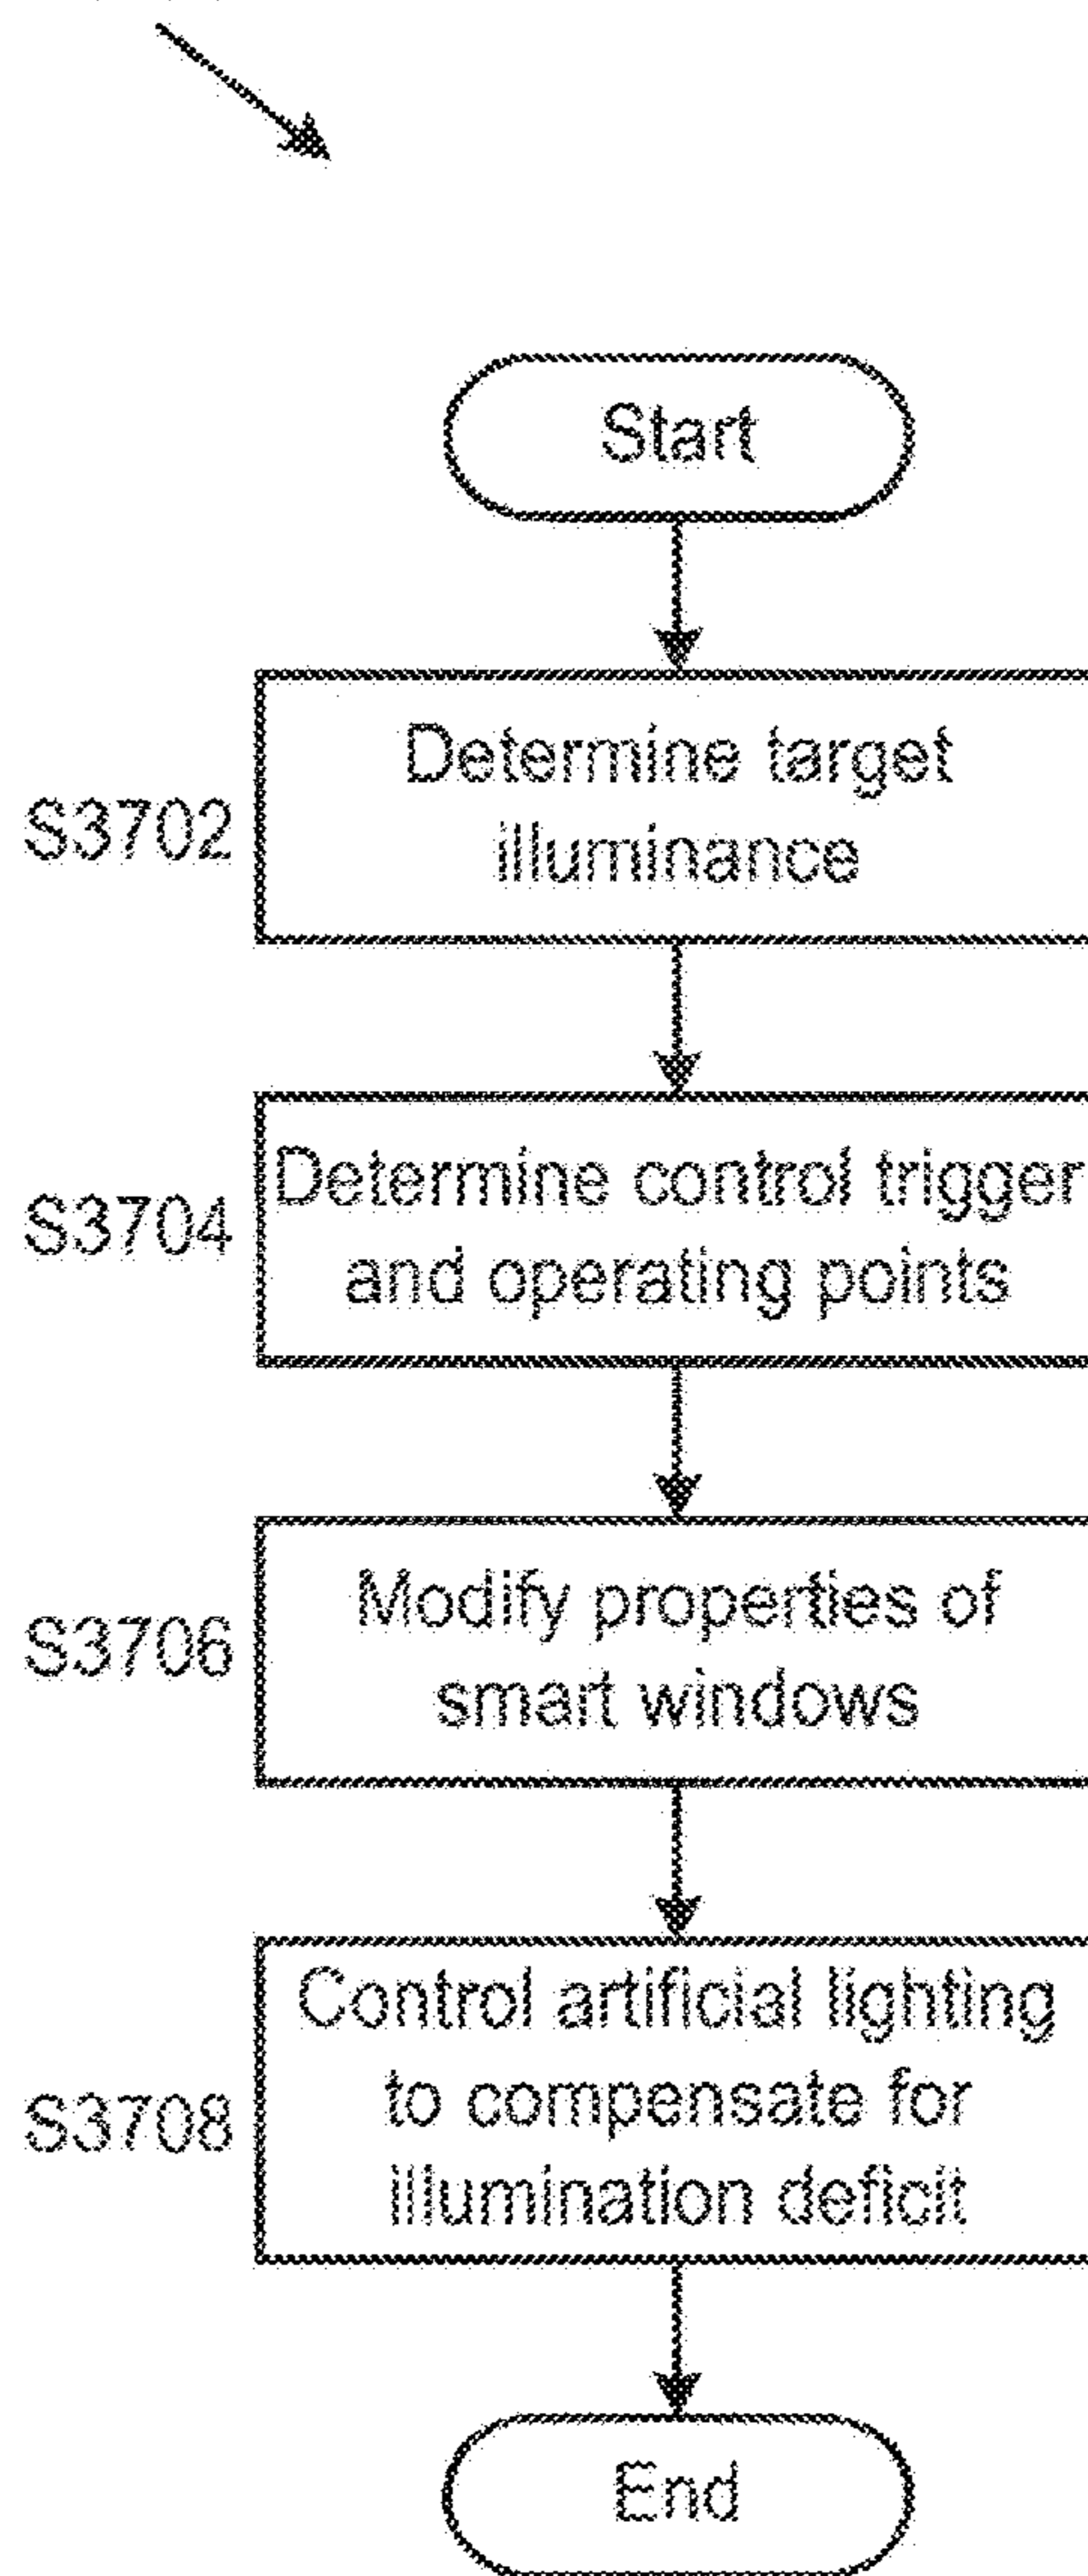 Start
S3702
Determine target
illuminance
S3704
Determine control trigger
and operating points
S3706
Modify properties of
smart windows
S3708
Control artificial lighting
to compensate for
illumination deficit
End